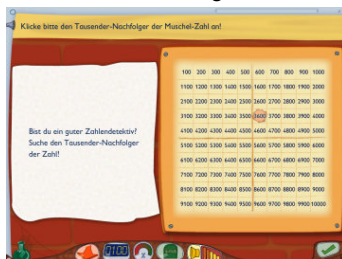 Klicke bitte den Tausender-Nachfolger der Muschel-Zahl an!
100 200 300 400 500 600 700 800 900 1000
1100 1200 1300 1400 1500 1600 1700 1800 1900 2000
2100 2200 2300 2400 2500 2600 2700 2800 2900 3000
3100 3200 3300 3400 3500 3600 3700 3800 3900 4000
4100 4200 4300 4400 4500 4600 4700 4800 4900 5000
5100 5200 5300 5400 5500 5600 5700 5800 5900 6000
6100 6200 6300 6400 6500 6600 6700 6800 6900 7000
7100 7200 7300 7400 7500 7600 7700 7800 7900 8000
8100 8200 8300 8400 8500 8600 8700 8800 8900 9000
9100 9200 9300 9400 9500 9600 9700 9800 9900 10000
Bist du ein guter Zahlendetektiv?
Suche den Tausender-Nachfolger
der Zahl!
0100